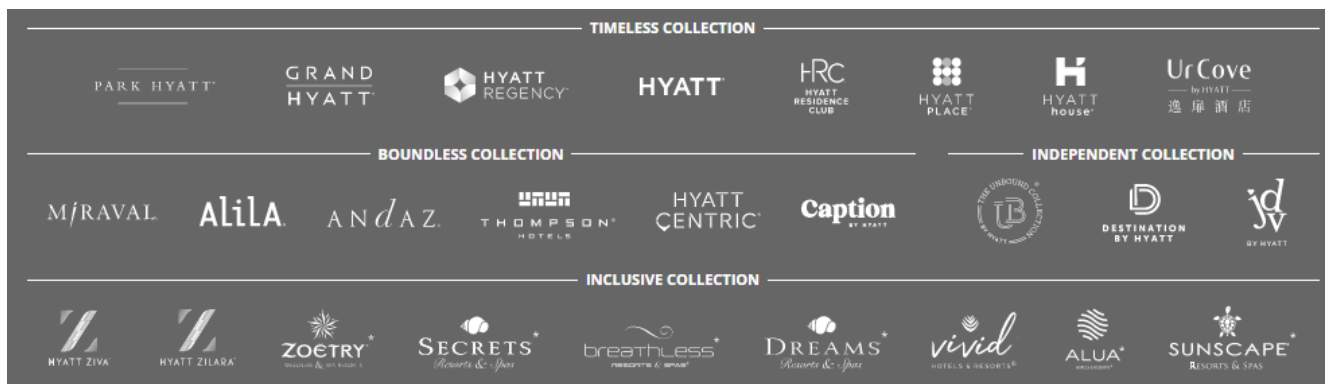 TIMELESS COLLECTION
PARK HYATT®
GRAND
HYATT®
HYATT
REGENCY®
HYATT®
HRC
HYATT
RESIDENCE
CLUB
HYATT
PLACE®
H
HYATT
house®
UrCove
by HYATT
逸扉酒店
BOUNDLESS COLLECTION
INDEPENDENT COLLECTION
MiRAVAL®
AlilA®
ANdAZ®
THOMPSON®
HOTELS
HYATT
CENTRIC®
Caption
BY HYATT
THE UNBOUND COLLECTION®
UB
BY HYATT
D
DESTINATION
BY HYATT
jdv
BY HYATT
INCLUSIVE COLLECTION
HYATT ZIVA®
HYATT ZILARA®
ZOËTRY*
& SPA RESORTS
SECRETS*
Resorts & Spas
breathless*
RESORTS & SPAS®
DREAMS*
Resorts & Spas
vivid*
HOTELS & RESORTS®
ALUA*
SUNSCAPE*
RESORTS & SPAS